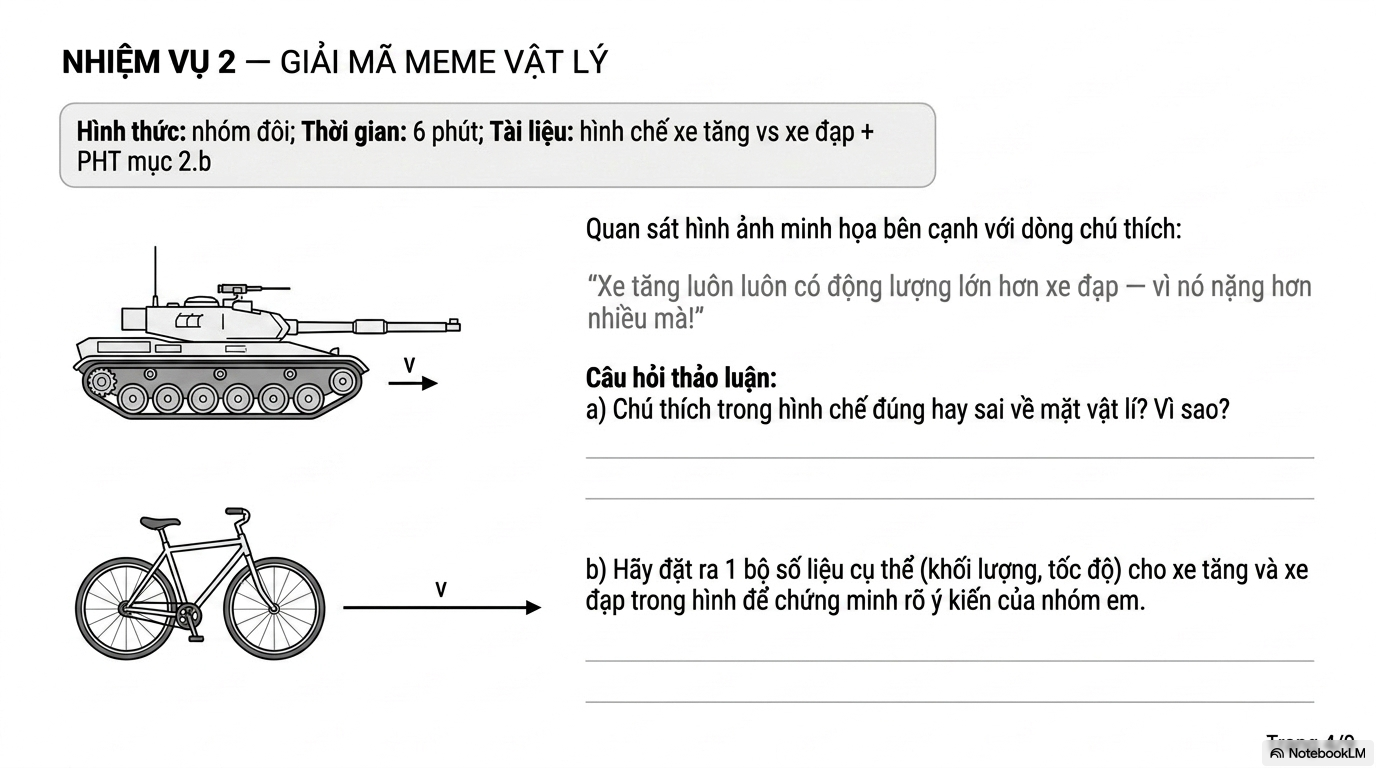 NHIỆM VỤ 2 — GIẢI MÃ MEME VẬT LÝ
Hình thức: nhóm đôi; Thời gian: 6 phút; Tài liệu: hình chế xe tăng vs xe đạp +
PHT mục 2.b
Quan sát hình ảnh minh họa bên cạnh với dòng chú thích:
“Xe tăng luôn luôn có động lượng lớn hơn xe đạp — vì nó nặng hơn
nhiều mà!”
v
Câu hỏi thảo luận:
a) Chú thích trong hình chế đúng hay sai về mặt vật lí? Vì sao?
v
b) Hãy đặt ra 1 bộ số liệu cụ thể (khối lượng, tốc độ) cho xe tăng và xe
đạp trong hình để chứng minh rõ ý kiến của nhóm em.
NotebookLM